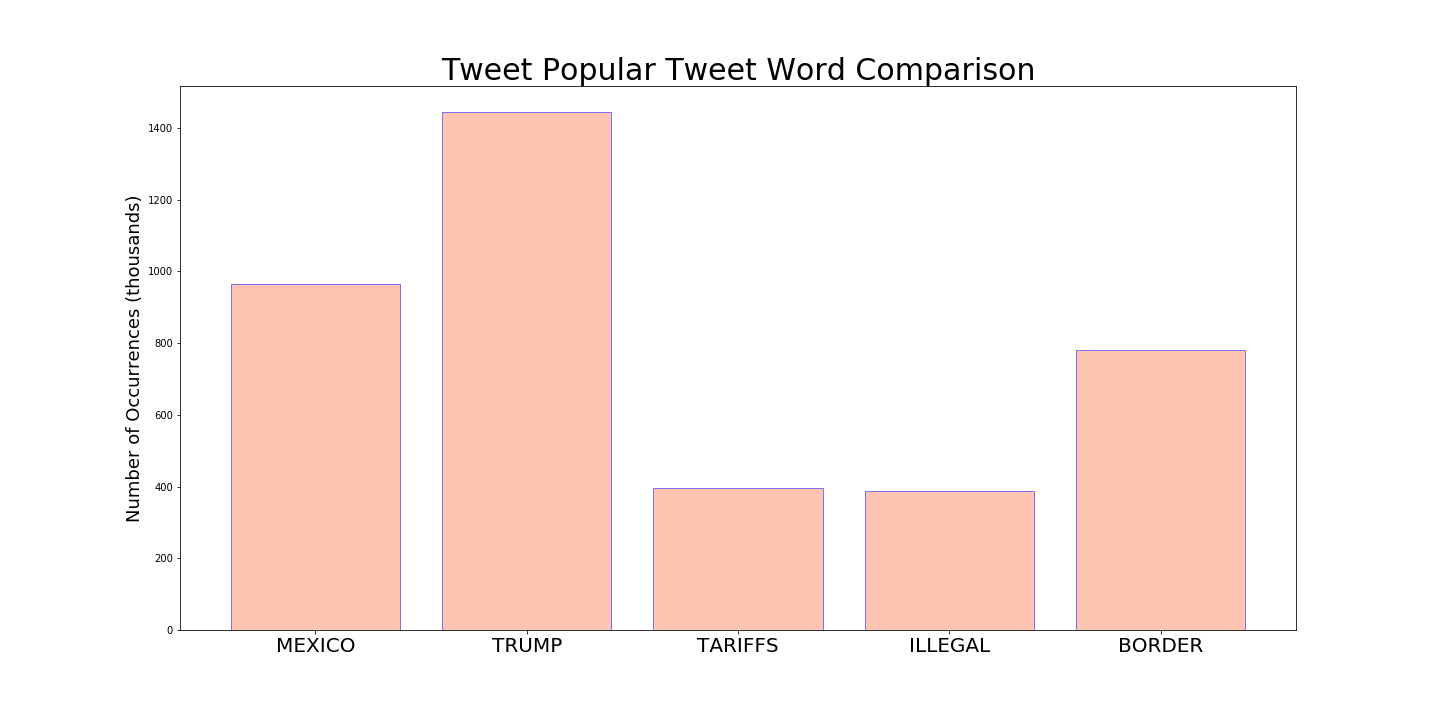 Tweet Popular Tweet Word Comparison
Number of Occurrences (thousands)
1400
1200
1000
800
600
400
200
0
MEXICO TRUMP TARIFFS ILLEGAL BORDER